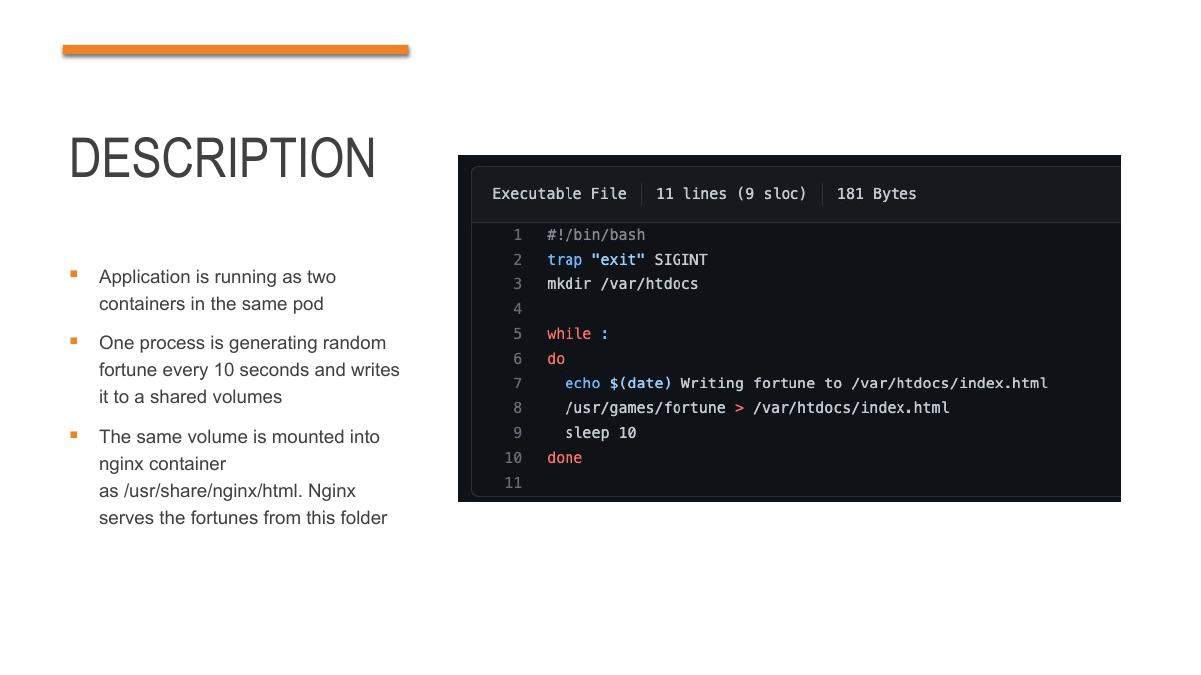 DESCRIPTION
Application is running as two
containers in the same pod
One process is generating random
fortune every 10 seconds and writes
it to a shared volumes
The same volume is mounted into
nginx container
as /usr/share/nginx/html. Nginx
serves the fortunes from this folder
Executable File | 11 lines (9 sloc) | 181 Bytes
1 #!/bin/bash
2 trap "exit" SIGINT
3 mkdir /var/htdocs
4
5 while :
6 do
7   echo $(date) Writing fortune to /var/htdocs/index.html
8   /usr/games/fortune > /var/htdocs/index.html
9   sleep 10
10 done
11